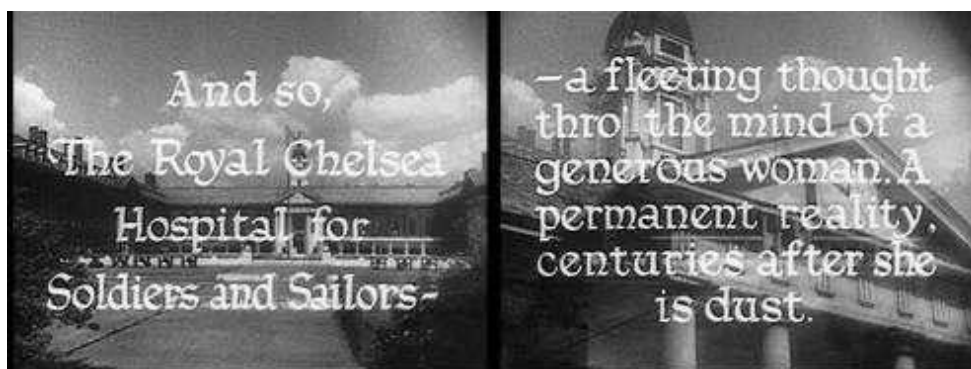 And so,
The Royal Chelsea
Hospital for
Soldiers and Sailors-
-a fleeting thought
thro' the mind of a
generous woman. A
permanent reality,
centuries after she
is dust.